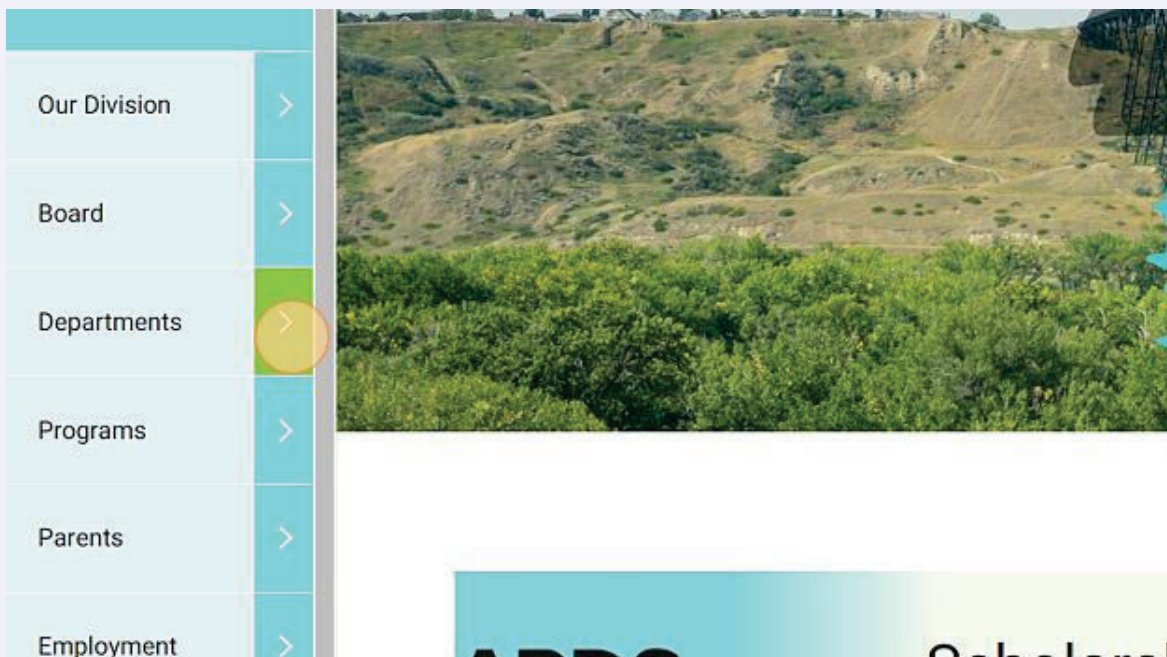 Our Division
Board
Departments
Programs
Parents
Employment